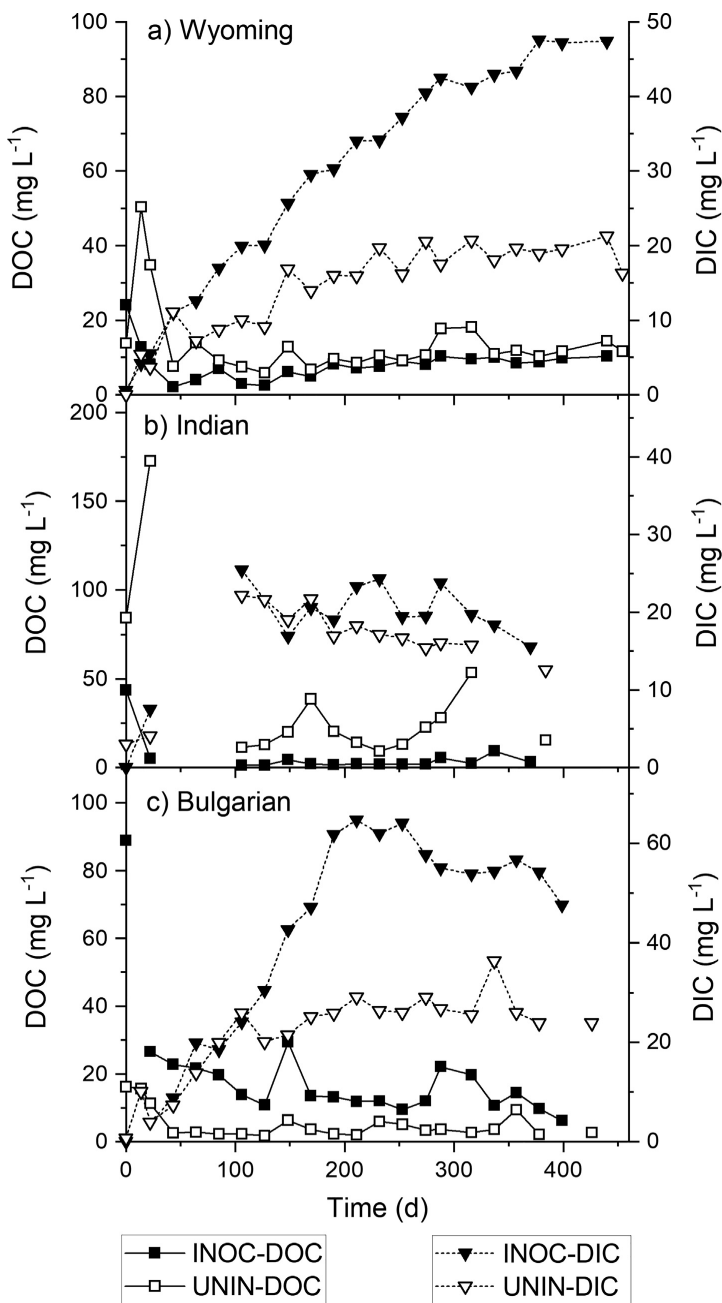 a) Wyoming
100
80
60
40
20
0
DOC (mg L⁻¹)
50
40
30
20
10
0
DIC (mg L⁻¹)
b) Indian
200
150
100
50
0
DOC (mg L⁻¹)
40
30
20
10
0
DIC (mg L⁻¹)
c) Bulgarian
100
80
60
40
20
0
DOC (mg L⁻¹)
60
40
20
0
DIC (mg L⁻¹)
0 100 200 300 400
Time (d)
INOC-DOC INOC-DIC
UNIN-DOC UNIN-DIC